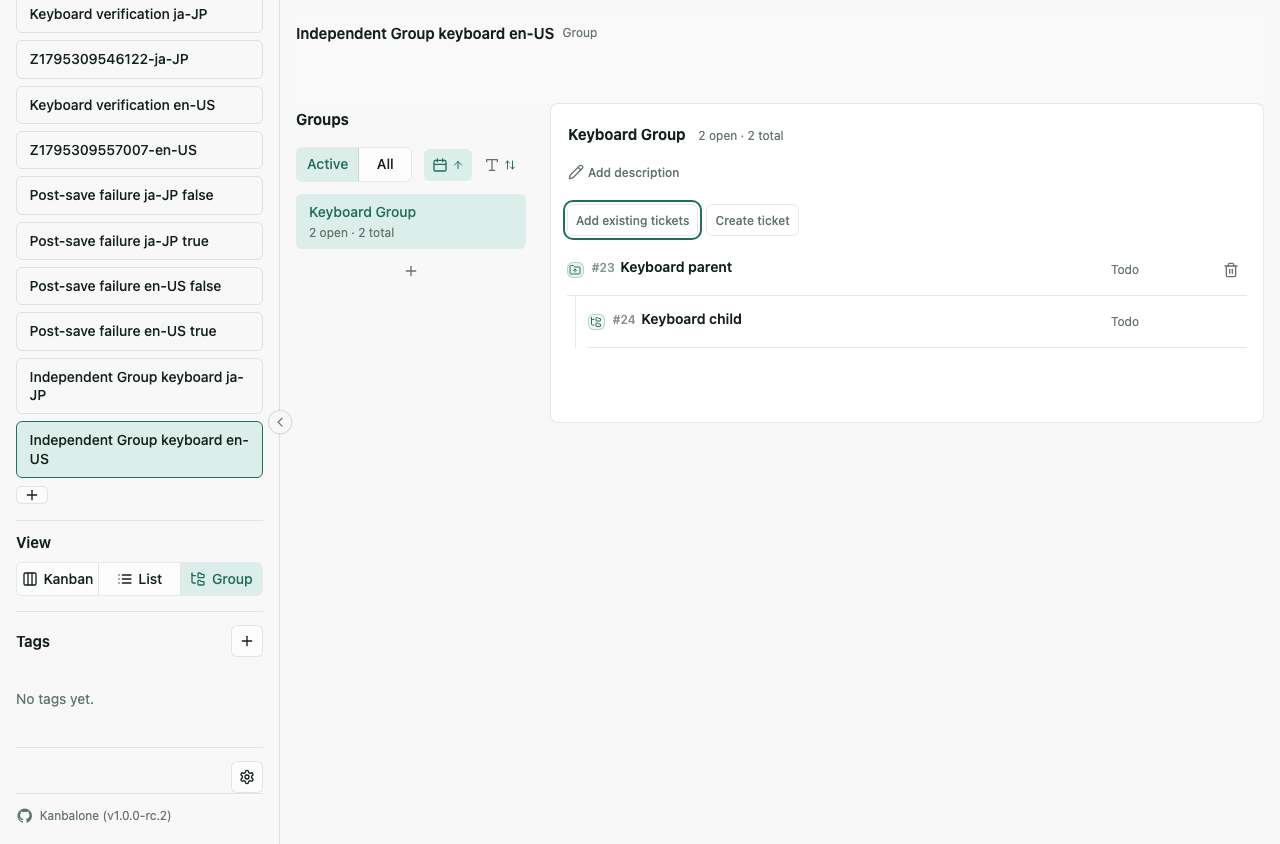 Keyboard verification ja-JP
Z1795309546122-ja-JP
Keyboard verification en-US
Z1795309557007-en-US
Post-save failure ja-JP false
Post-save failure ja-JP true
Post-save failure en-US false
Post-save failure en-US true
Independent Group keyboard ja-
JP
Independent Group keyboard en-
US
View
Kanban
List
Group
Tags
No tags yet.
Kanbalone (v1.0.0-rc.2)
Independent Group keyboard en-US Group
Groups
Active
All
Keyboard Group
2 open · 2 total
Keyboard Group 2 open · 2 total
Add description
Add existing tickets
Create ticket
#23 Keyboard parent Todo
#24 Keyboard child Todo